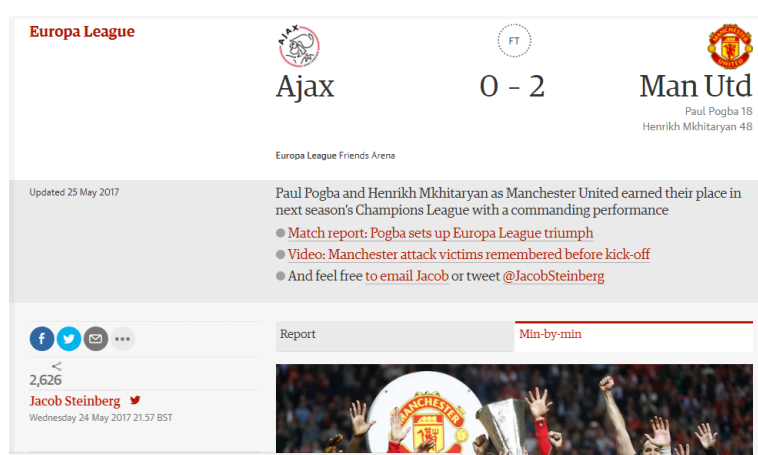 Europa League
AJAX
FT
MANCHESTER
UNITED
Ajax
0 - 2
Man Utd
Paul Pogba 18
Henrikh Mkhitaryan 48
Europa League Friends Arena
Updated 25 May 2017
Paul Pogba and Henrikh Mkhitaryan as Manchester United earned their place in
next season's Champions League with a commanding performance
Match report: Pogba sets up Europa League triumph
Video: Manchester attack victims remembered before kick-off
And feel free to email Jacob or tweet @JacobSteinberg
Report
Min-by-min
2,626
Jacob Steinberg
Wednesday 24 May 2017 21.57 BST
MANCHESTER